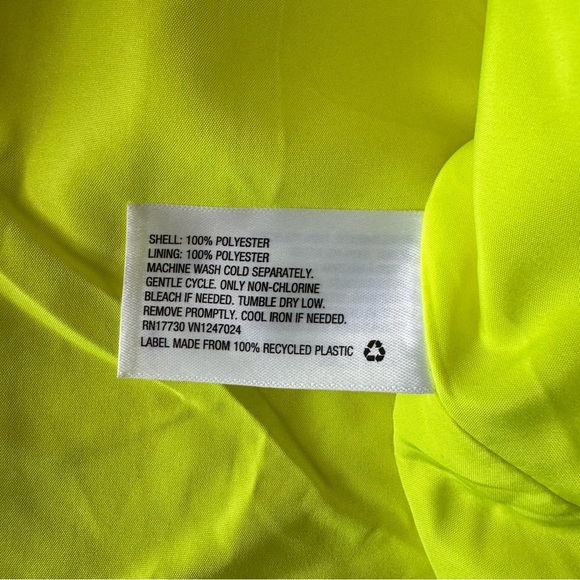 SHELL: 100% POLYESTER
LINING: 100% POLYESTER
MACHINE WASH COLD SEPARATELY.
GENTLE CYCLE. ONLY NON-CHLORINE
BLEACH IF NEEDED. TUMBLE DRY LOW.
REMOVE PROMPTLY. COOL IRON IF NEEDED.
RN17730 VN1247024
LABEL MADE FROM 100% RECYCLED PLASTIC